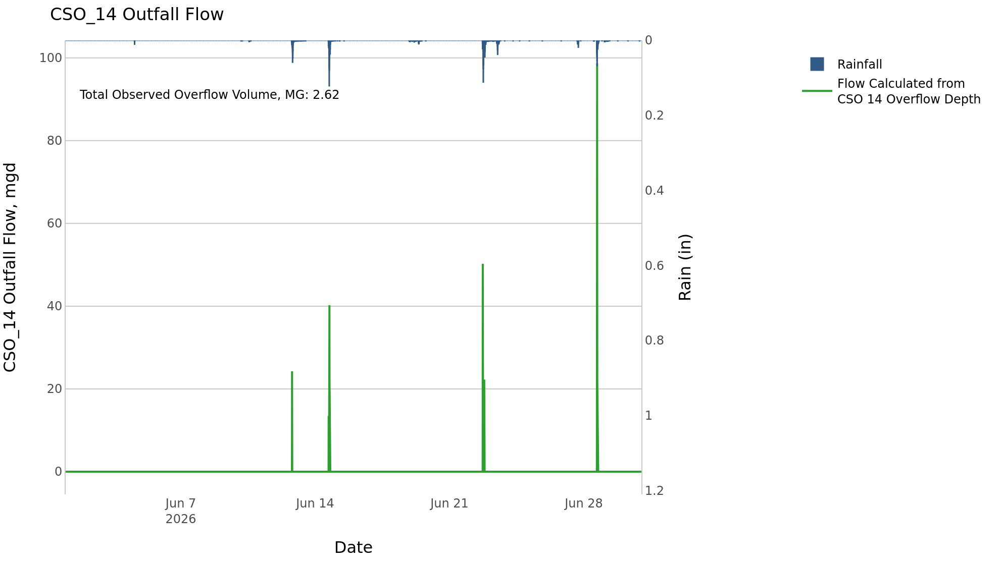 CSO_14 Outfall Flow
Total Observed Overflow Volume, MG: 2.62
CSO_14 Outfall Flow, mgd
100
80
60
40
20
0
0
0.2
0.4
0.6
0.8
1
1.2
Rain (in)
Jun 7
2026
Jun 14
Jun 21
Jun 28
Date
Rainfall
Flow Calculated from
CSO 14 Overflow Depth